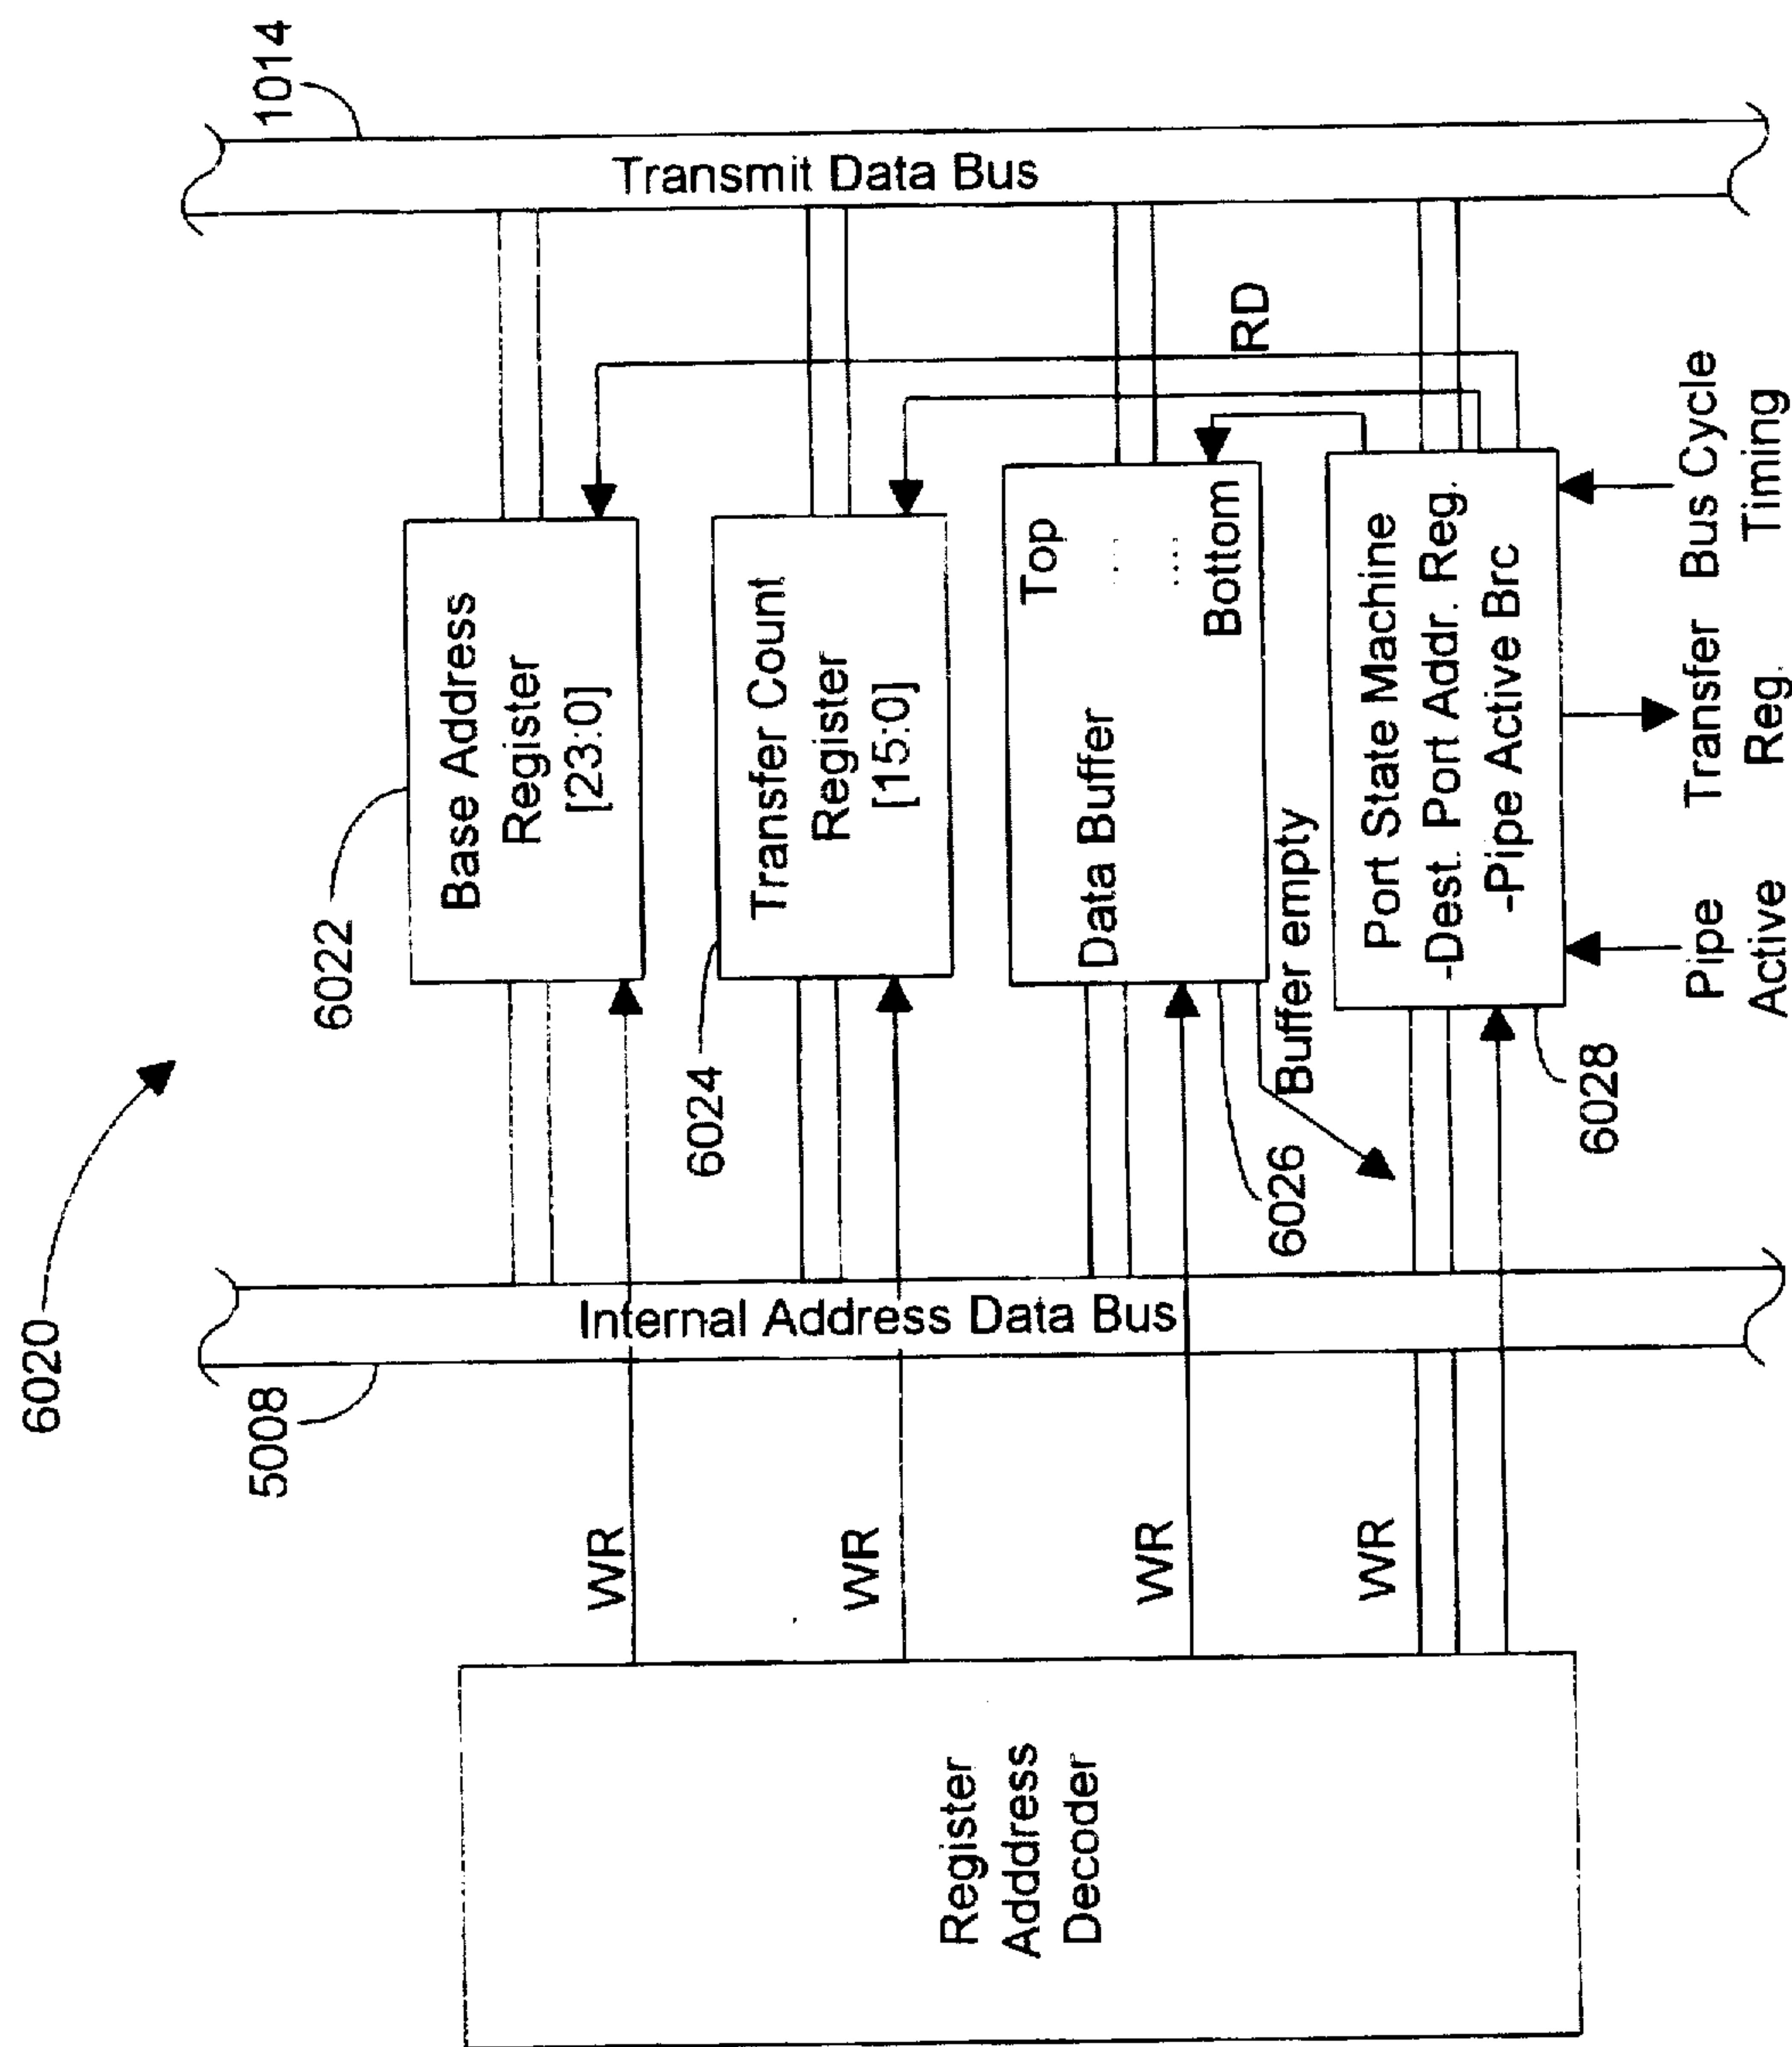 6020
5008
1014
Internal Address Data Bus
Transmit Data Bus
6022
Base Address
Register
[23:0]
WR
6024
Transfer Count
Register
[15:0]
WR
Data Buffer
Top
....
....
Bottom
WR
RD
6026
Buffer empty
Port State Machine
-Dest. Port Addr. Reg.
-Pipe Active Brc
WR
6028
Register
Adddress
Decoder
Pipe
Active
Transfer
Reg.
Bus Cycle
Timing